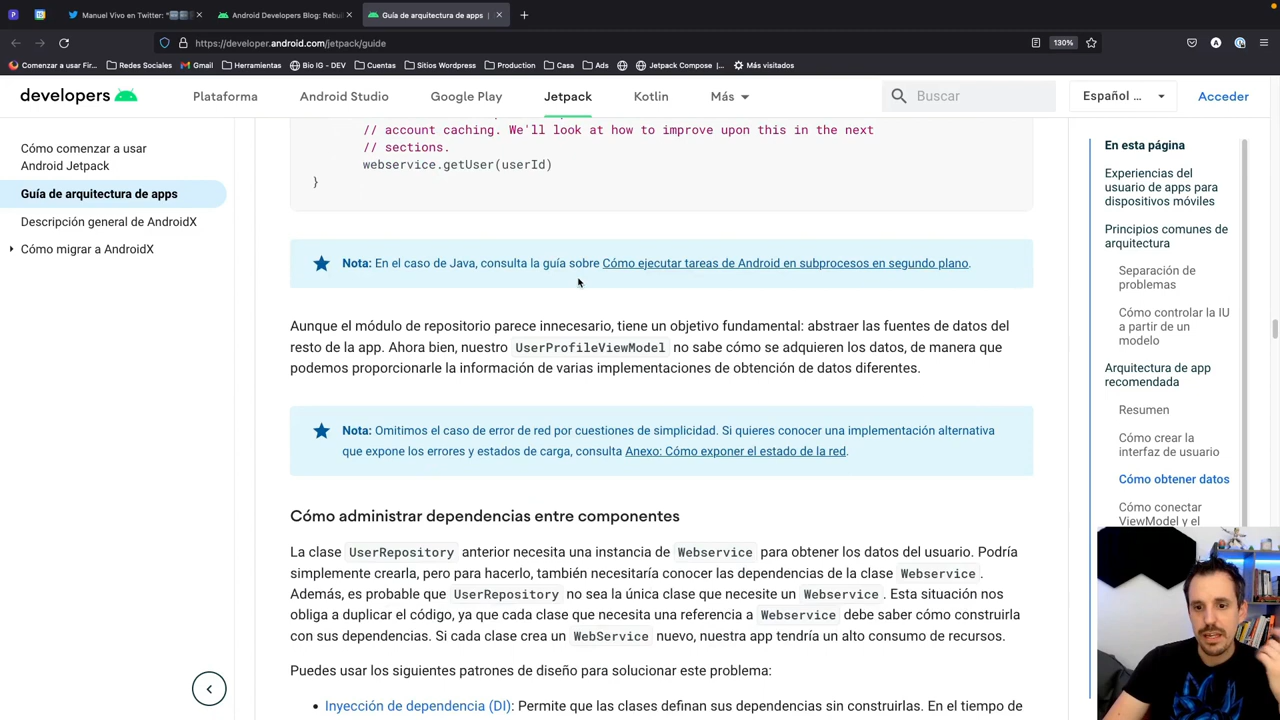 Manuel Vivo en Twitter: "
Android Developers Blog: Rebui
Guía de arquitectura de apps
https://developer.android.com/jetpack/guide
130%
Comenzar a usar Fir...
Redes Sociales
Gmail
Herramientas
Bio IG - DEV
Cuentas
Sitios Wordpress
Production
Casa
Ads
Jetpack Compose |...
Más visitados
developers
Plataforma
Android Studio
Google Play
Jetpack
Kotlin
Más
Buscar
Español ...
Acceder
Cómo comenzar a usar
Android Jetpack
Guía de arquitectura de apps
Descripción general de AndroidX
Cómo migrar a AndroidX
// account caching. We'll look at how to improve upon this in the next
// sections.
webservice.getUser(userId)
}
Nota: En el caso de Java, consulta la guía sobre Cómo ejecutar tareas de Android en subprocesos en segundo plano.
Aunque el módulo de repositorio parece innecesario, tiene un objetivo fundamental: abstraer las fuentes de datos del
resto de la app. Ahora bien, nuestro UserProfileViewModel no sabe cómo se adquieren los datos, de manera que
podemos proporcionarle la información de varias implementaciones de obtención de datos diferentes.
Nota: Omitimos el caso de error de red por cuestiones de simplicidad. Si quieres conocer una implementación alternativa
que expone los errores y estados de carga, consulta Anexo: Cómo exponer el estado de la red.
Cómo administrar dependencias entre componentes
La clase UserRepository anterior necesita una instancia de Webservice para obtener los datos del usuario. Podría
simplemente crearla, pero para hacerlo, también necesitaría conocer las dependencias de la clase Webservice.
Además, es probable que UserRepository no sea la única clase que necesite un Webservice. Esta situación nos
obliga a duplicar el código, ya que cada clase que necesita una referencia a Webservice debe saber cómo construirla
con sus dependencias. Si cada clase crea un WebService nuevo, nuestra app tendría un alto consumo de recursos.
Puedes usar los siguientes patrones de diseño para solucionar este problema:
• Inyección de dependencia (DI): Permite que las clases definan sus dependencias sin construirlas. En el tiempo de
En esta página
Experiencias del
usuario de apps para
dispositivos móviles
Principios comunes de
arquitectura
Separación de
problemas
Cómo controlar la IU
a partir de un
modelo
Arquitectura de app
recomendada
Resumen
Cómo crear la
interfaz de usuario
Cómo obtener datos
Cómo conectar
ViewModel y el